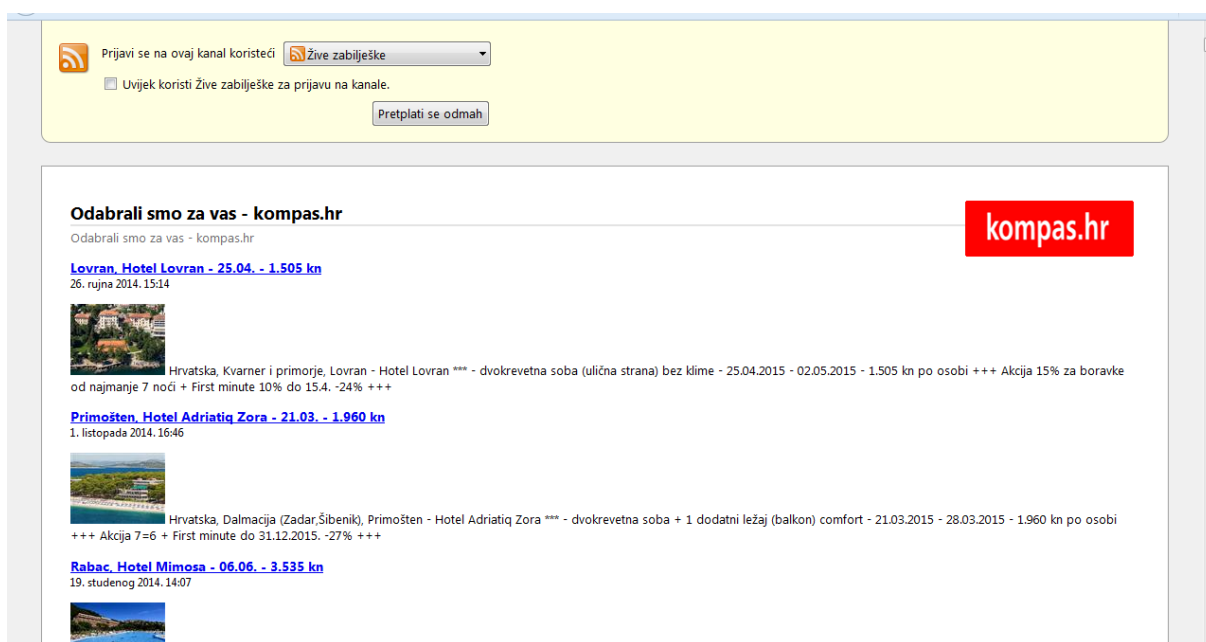 Prijavi se na ovaj kanal koristeći Žive zabilješke
Uvijek koristi Žive zabilješke za prijavu na kanale.
Pretplati se odmah
Odabrali smo za vas - kompas.hr
kompas.hr
Odabrali smo za vas - kompas.hr
Lovran, Hotel Lovran - 25.04. - 1.505 kn
26. rujna 2014. 15:14
Hrvatska, Kvarner i primorje, Lovran - Hotel Lovran *** - dvokrevetna soba (ulična strana) bez klime - 25.04.2015 - 02.05.2015 - 1.505 kn po osobi +++ Akcija 15% za boravke
od najmanje 7 noći + First minute 10% do 15.4. -24% +++
Primošten, Hotel Adriatiq Zora - 21.03. - 1.960 kn
1. listopada 2014. 16:46
Hrvatska, Dalmacija (Zadar,Šibenik), Primošten - Hotel Adriatiq Zora *** - dvokrevetna soba + 1 dodatni ležaj (balkon) comfort - 21.03.2015 - 28.03.2015 - 1.960 kn po osobi
+++ Akcija 7=6 + First minute do 31.12.2015. -27% +++
Rabac, Hotel Mimosa - 06.06. - 3.535 kn
19. studenog 2014. 14:07